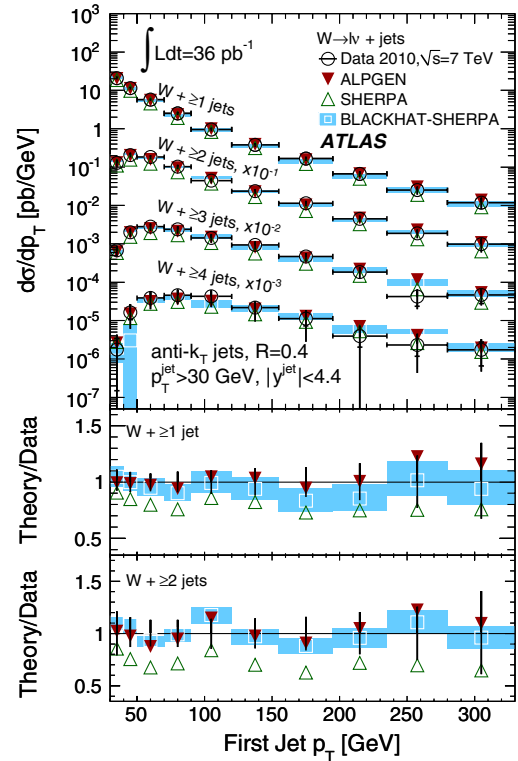 dσ/dp_T [pb/GeV]
10³
10²
10
1
10⁻¹
10⁻²
10⁻³
10⁻⁴
10⁻⁵
10⁻⁶
10⁻⁷
∫Ldt=36 pb⁻¹
W→lν + jets
Data 2010,√s=7 TeV
ALPGEN
SHERPA
BLACKHAT-SHERPA
ATLAS
W + ≥1 jets
W + ≥2 jets, x10⁻¹
W + ≥3 jets, x10⁻²
W + ≥4 jets, x10⁻³
anti-k_T jets, R=0.4
p_T^jet>30 GeV, |y^jet|<4.4
Theory/Data
W + ≥1 jet
1.5
1
0.5
Theory/Data
W + ≥2 jets
1.5
1
0.5
50 100 150 200 250 300
First Jet p_T [GeV]